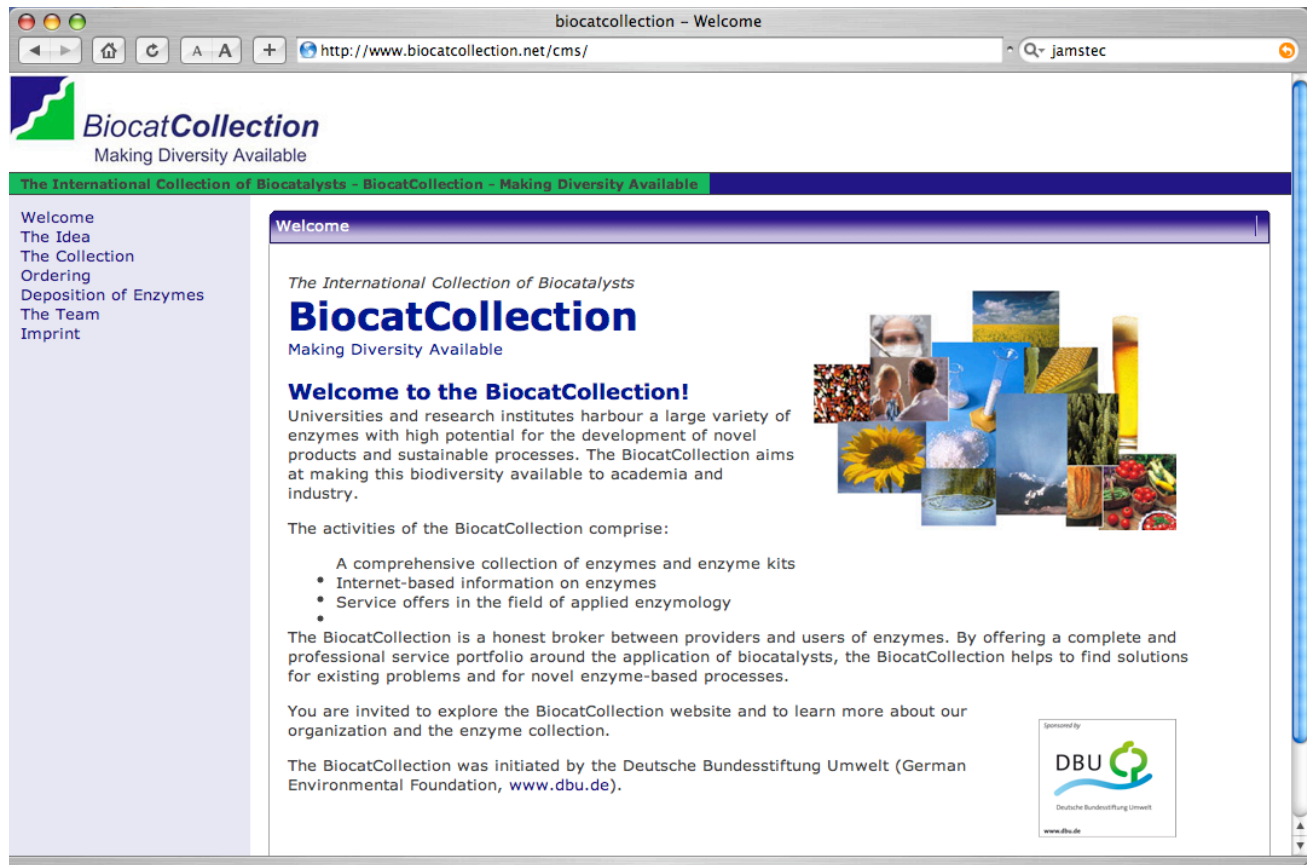 biocatcollection – Welcome
A A + http://www.biocatcollection.net/cms/ jamstec
BiocatCollection
Making Diversity Available
The International Collection of Biocatalysts - BiocatCollection - Making Diversity Available
Welcome
The Idea
The Collection
Ordering
Deposition of Enzymes
The Team
Imprint
Welcome
The International Collection of Biocatalysts
BiocatCollection
Making Diversity Available
Welcome to the BiocatCollection!
Universities and research institutes harbour a large variety of
enzymes with high potential for the development of novel
products and sustainable processes. The BiocatCollection aims
at making this biodiversity available to academia and
industry.
The activities of the BiocatCollection comprise:
A comprehensive collection of enzymes and enzyme kits
• Internet-based information on enzymes
• Service offers in the field of applied enzymology
•
The BiocatCollection is a honest broker between providers and users of enzymes. By offering a complete and
professional service portfolio around the application of biocatalysts, the BiocatCollection helps to find solutions
for existing problems and for novel enzyme-based processes.
You are invited to explore the BiocatCollection website and to learn more about our
organization and the enzyme collection.
The BiocatCollection was initiated by the Deutsche Bundesstiftung Umwelt (German
Environmental Foundation, www.dbu.de).
Sponsored by
DBU
Deutsche Bundesstiftung Umwelt
www.dbu.de